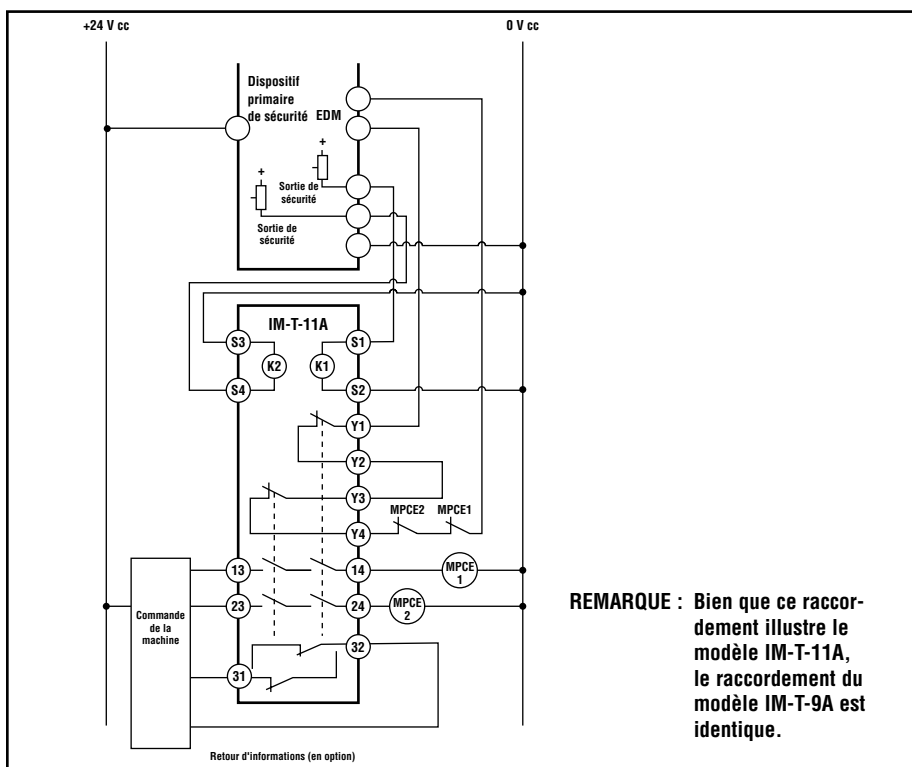 +24 V cc
0 V cc
Dispositif
primaire
de sécurité
EDM
+
Sortie de
sécurité
+
Sortie de
sécurité
IM-T-11A
S3
S1
K2
K1
S4
S2
Y1
Y2
Y3
MPCE2
MPCE1
Y4
13
14
MPCE
1
23
24
MPCE
2
Commande
de la
machine
32
31
Retour d'informations (en option)
REMARQUE : Bien que ce raccor-
dement illustre le
modèle IM-T-11A,
le raccordement du
modèle IM-T-9A est
identique.